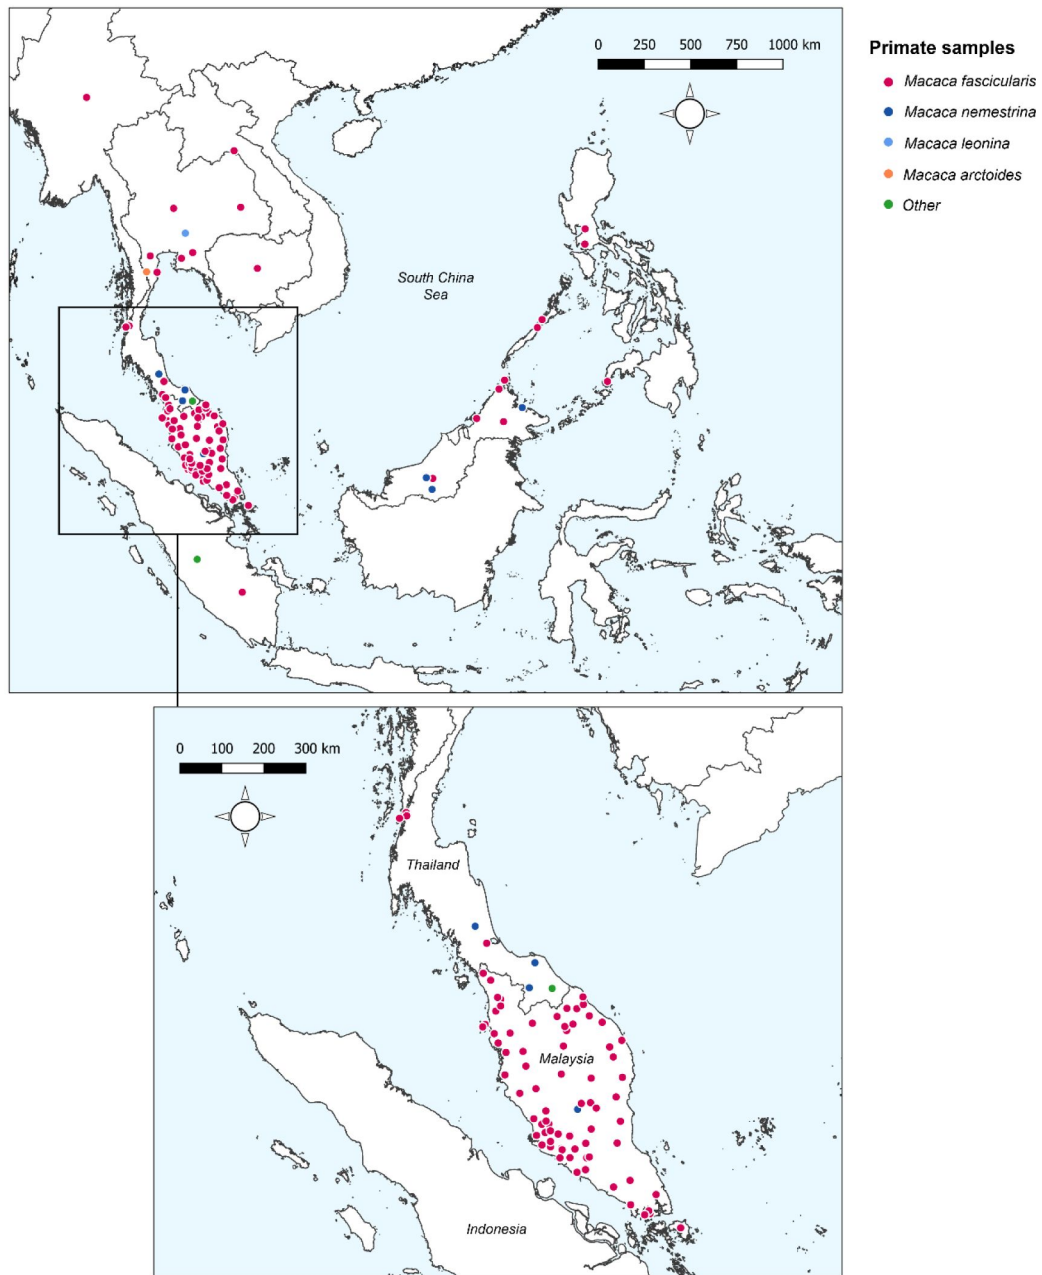 0 250 500 750 1000 km
Primate samples
Macaca fascicularis
Macaca nemestrina
Macaca leonina
Macaca arctoides
Other
South China
Sea
0 100 200 300 km
Thailand
Malaysia
Indonesia